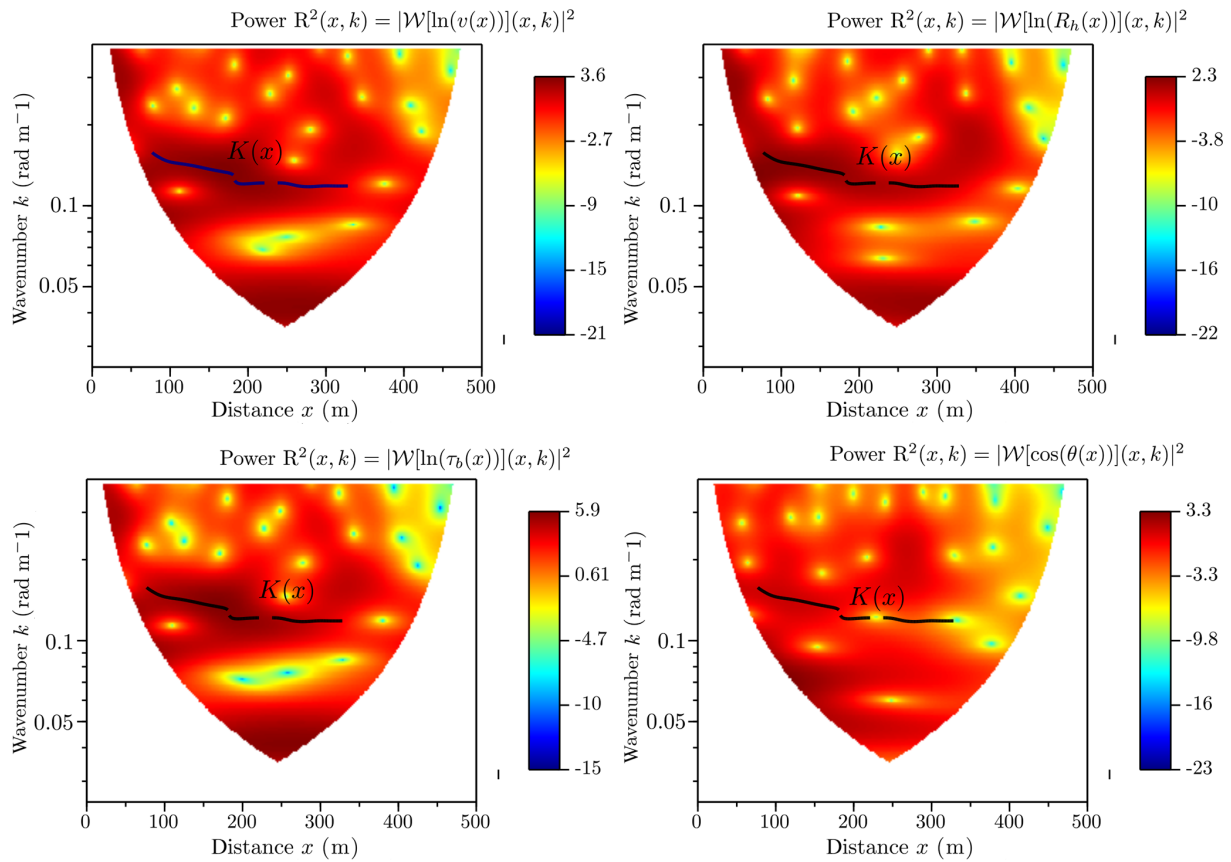 Power R²(x, k) = |𝒲[ln(v(x))](x, k)|²
Wavenumber k (rad m−1)
0.1
0.05
K(x)
3.6
-2.7
-9
-15
-21
0 100 200 300 400 500
Distance x (m)
Power R²(x, k) = |𝒲[ln(R_h(x))](x, k)|²
Wavenumber k (rad m−1)
0.1
0.05
K(x)
2.3
-3.8
-10
-16
-22
0 100 200 300 400 500
Distance x (m)
Power R²(x, k) = |𝒲[ln(τ_b(x))](x, k)|²
Wavenumber k (rad m−1)
0.1
0.05
K(x)
5.9
0.61
-4.7
-10
-15
0 100 200 300 400 500
Distance x (m)
Power R²(x, k) = |𝒲[cos(θ(x))](x, k)|²
Wavenumber k (rad m−1)
0.1
0.05
K(x)
3.3
-3.3
-9.8
-16
-23
0 100 200 300 400 500
Distance x (m)